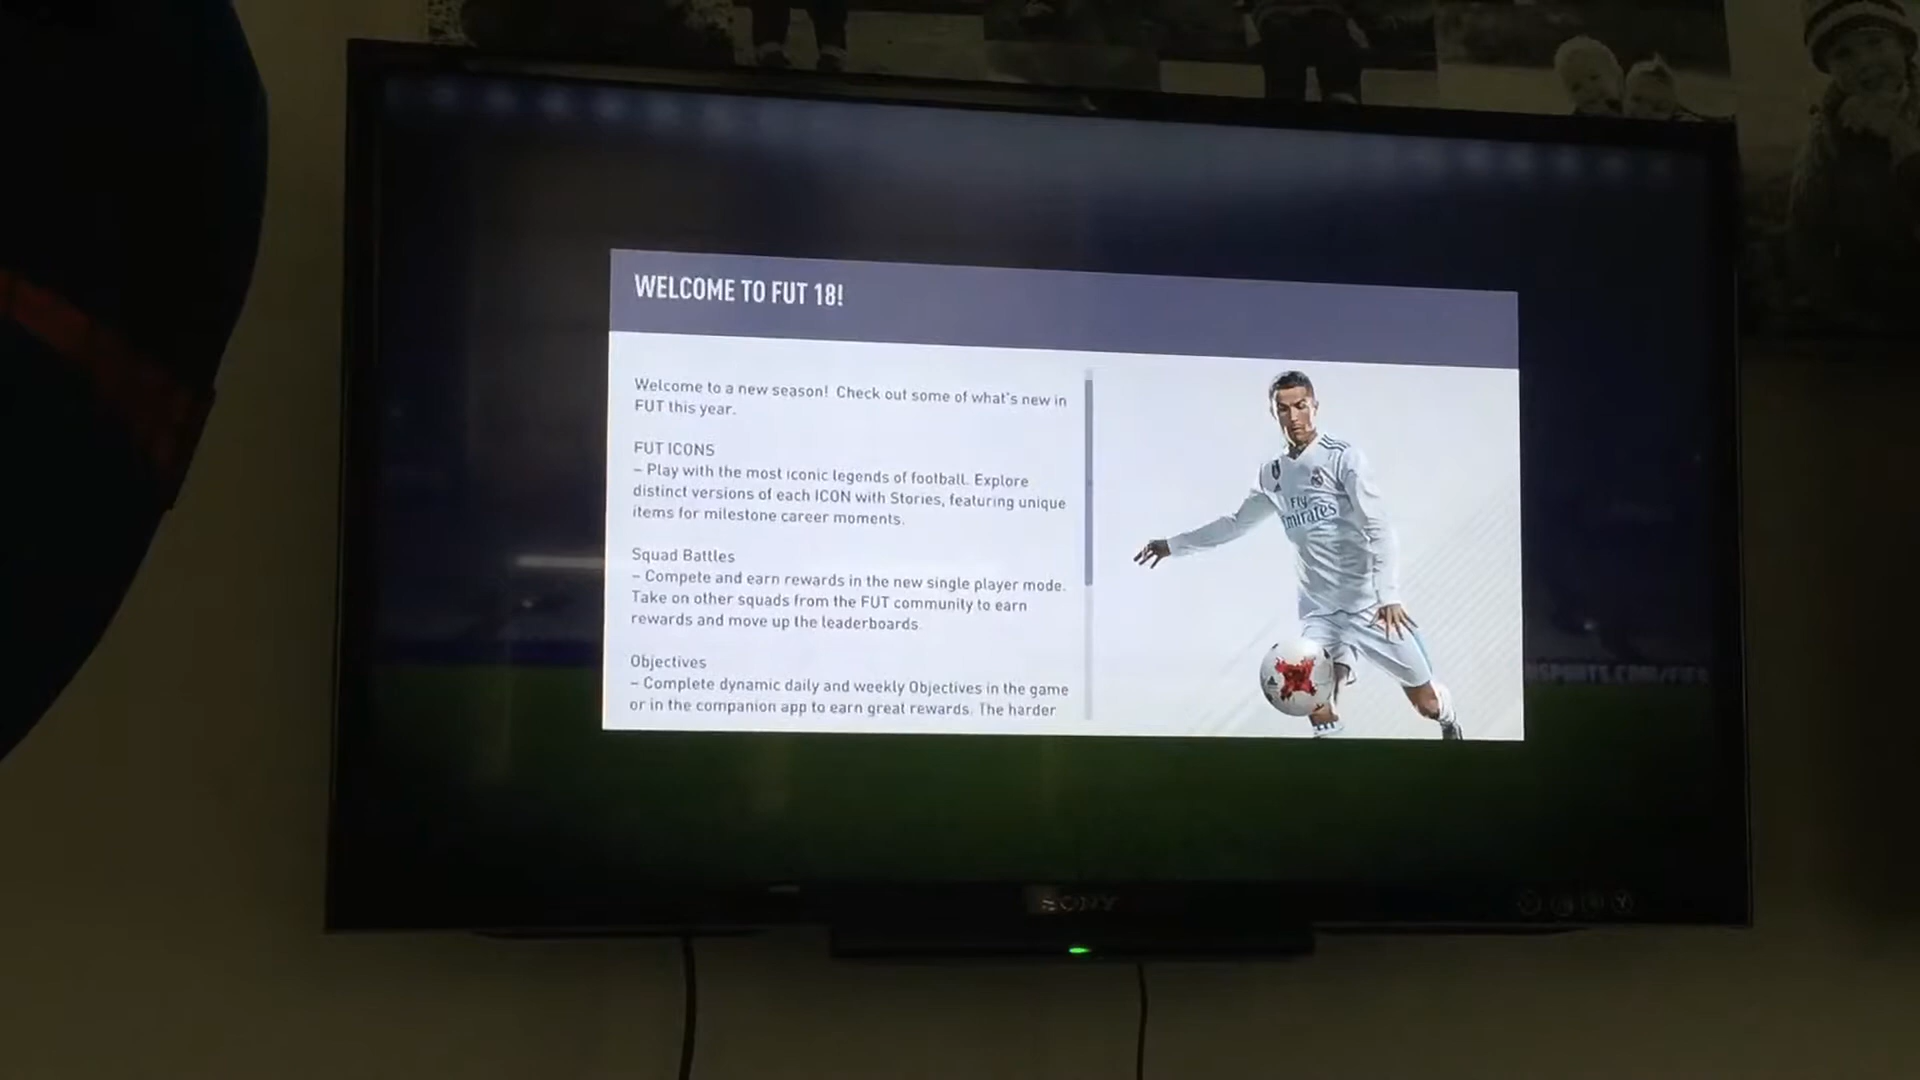 WELCOME TO FUT 18!
Welcome to a new season! Check out some of what's new in
FUT this year.
FUT ICONS
– Play with the most iconic legends of football. Explore
distinct versions of each ICON with Stories, featuring unique
items for milestone career moments.
Squad Battles
– Compete and earn rewards in the new single player mode.
Take on other squads from the FUT community to earn
rewards and move up the leaderboards.
Objectives
– Complete dynamic daily and weekly Objectives in the game
or in the companion app to earn great rewards. The harder
Fly
Emirates
SPORTS.COM/FIFA
SONY